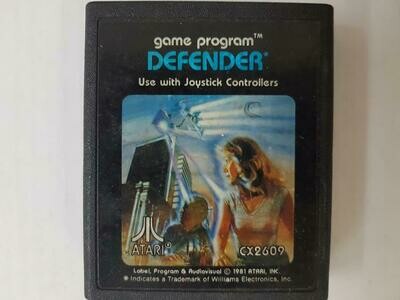 game program™
DEFENDER*
Use with Joystick Controllers
ATARI®
CX2609
Label, Program & Audiovisual © 1981 ATARI, INC.
* Indicates a Trademark of Williams Electronics, Inc.